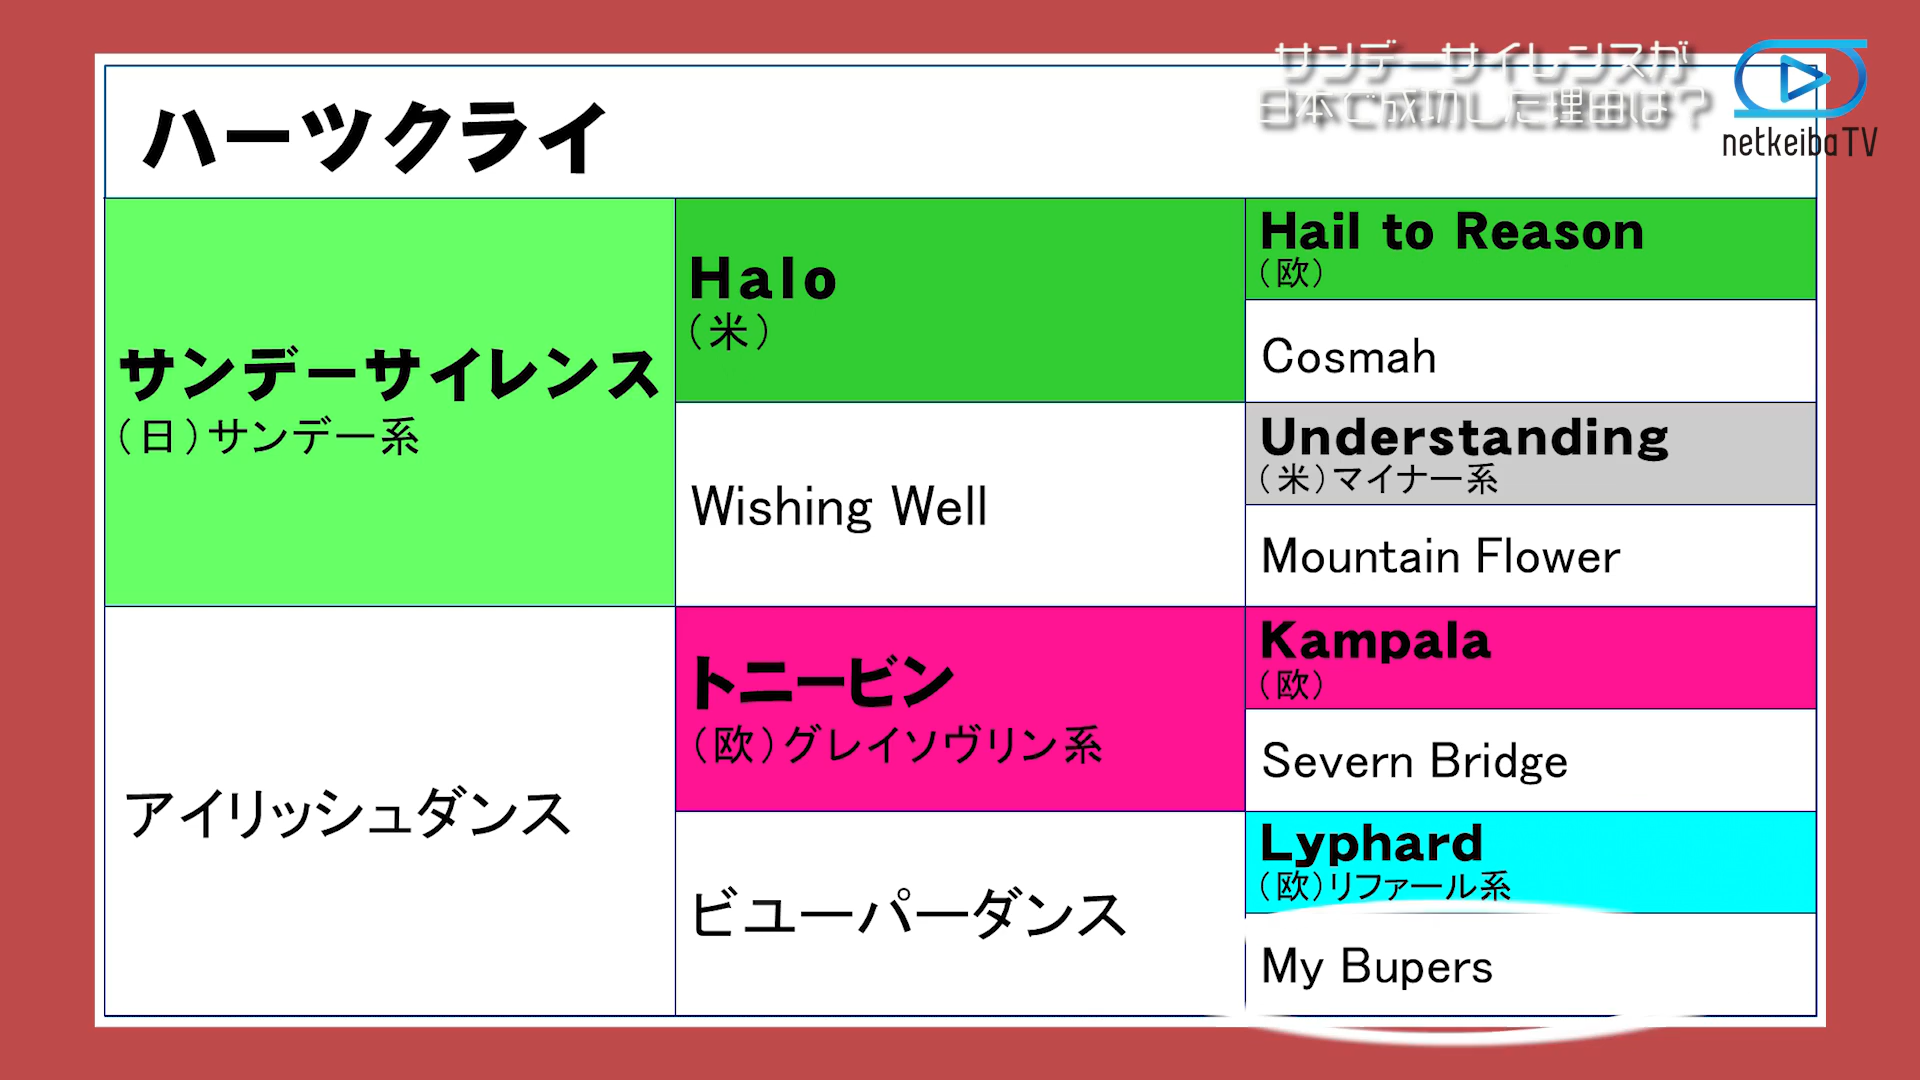 サンデーサイレンスが
日本で成功した理由は?
netkeibaTV
ハーツクライ
サンデーサイレンス
(日)サンデー系
Halo
(米)
Hail to Reason
(欧)
Cosmah
Wishing Well
Understanding
(米)マイナー系
Mountain Flower
アイリッシュダンス
トニービン
(欧)グレイソヴリン系
Kampala
(欧)
Severn Bridge
ビユーパーダンス
Lyphard
(欧)リファール系
My Bupers